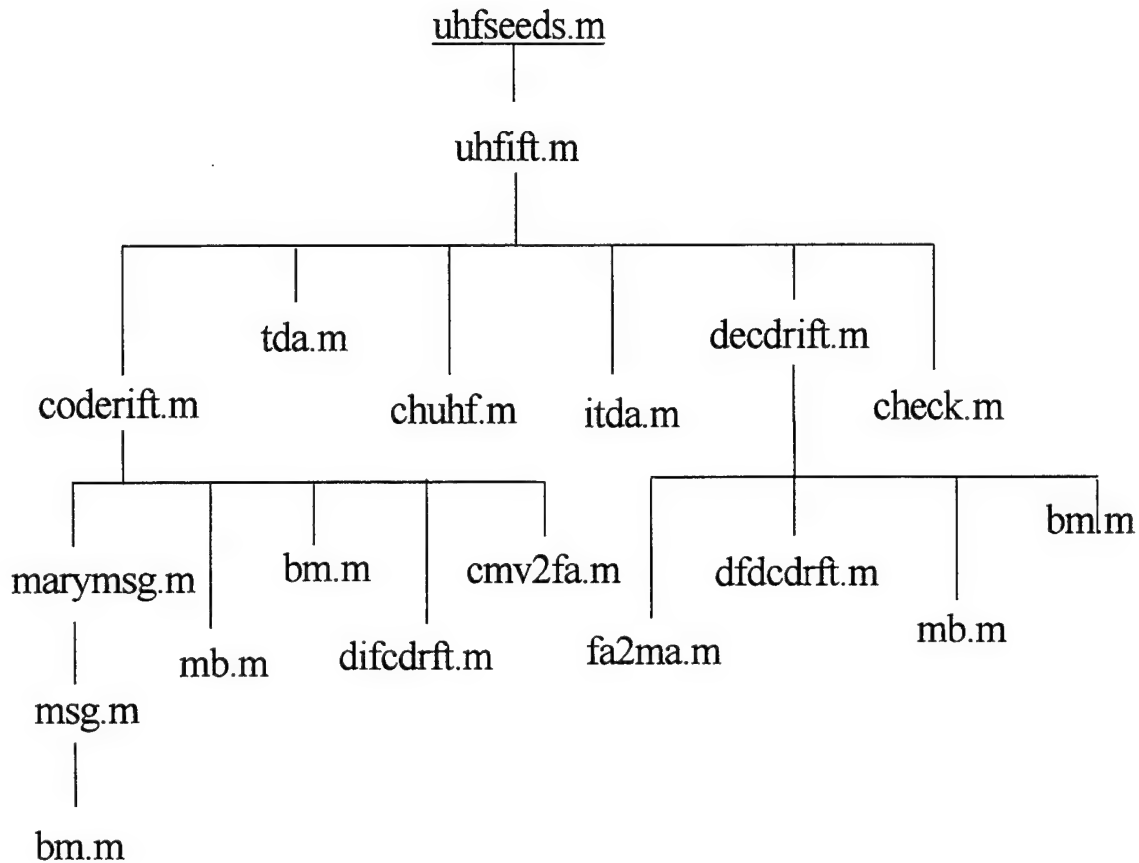 uhfseeds.m
uhfift.m
tda.m
decdrift.m
coderift.m
chuhf.m
itda.m
check.m
marymsg.m
mb.m
bm.m
difcdrft.m
cmv2fa.m
fa2ma.m
dfdcdrft.m
mb.m
bm.m
msg.m
bm.m